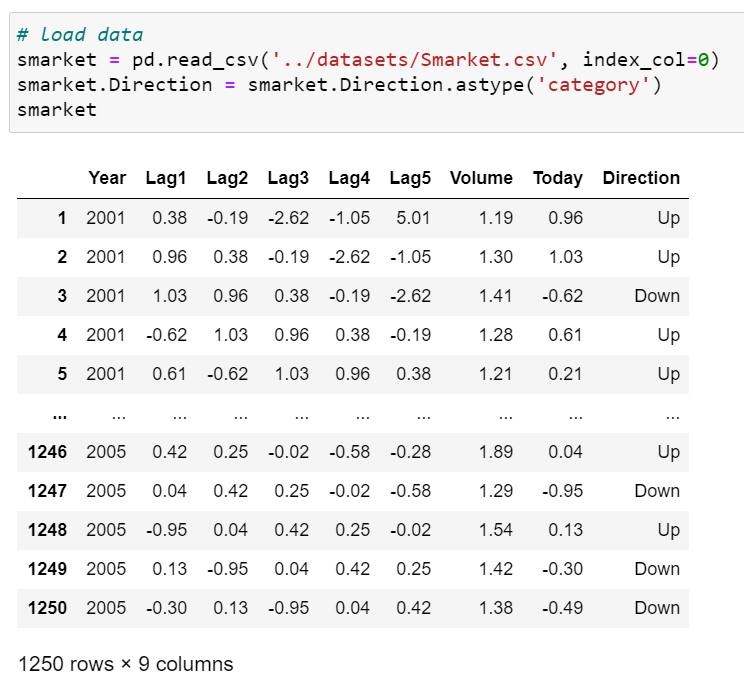 # load data
smarket = pd.read_csv('../datasets/Smarket.csv', index_col=0)
smarket.Direction = smarket.Direction.astype('category')
smarket
Year Lag1 Lag2 Lag3 Lag4 Lag5 Volume Today Direction
1 2001 0.38 -0.19 -2.62 -1.05 5.01 1.19 0.96 Up
2 2001 0.96 0.38 -0.19 -2.62 -1.05 1.30 1.03 Up
3 2001 1.03 0.96 0.38 -0.19 -2.62 1.41 -0.62 Down
4 2001 -0.62 1.03 0.96 0.38 -0.19 1.28 0.61 Up
5 2001 0.61 -0.62 1.03 0.96 0.38 1.21 0.21 Up
... ... ... ... ... ... ... ... ... ...
1246 2005 0.42 0.25 -0.02 -0.58 -0.28 1.89 0.04 Up
1247 2005 0.04 0.42 0.25 -0.02 -0.58 1.29 -0.95 Down
1248 2005 -0.95 0.04 0.42 0.25 -0.02 1.54 0.13 Up
1249 2005 0.13 -0.95 0.04 0.42 0.25 1.42 -0.30 Down
1250 2005 -0.30 0.13 -0.95 0.04 0.42 1.38 -0.49 Down
1250 rows × 9 columns